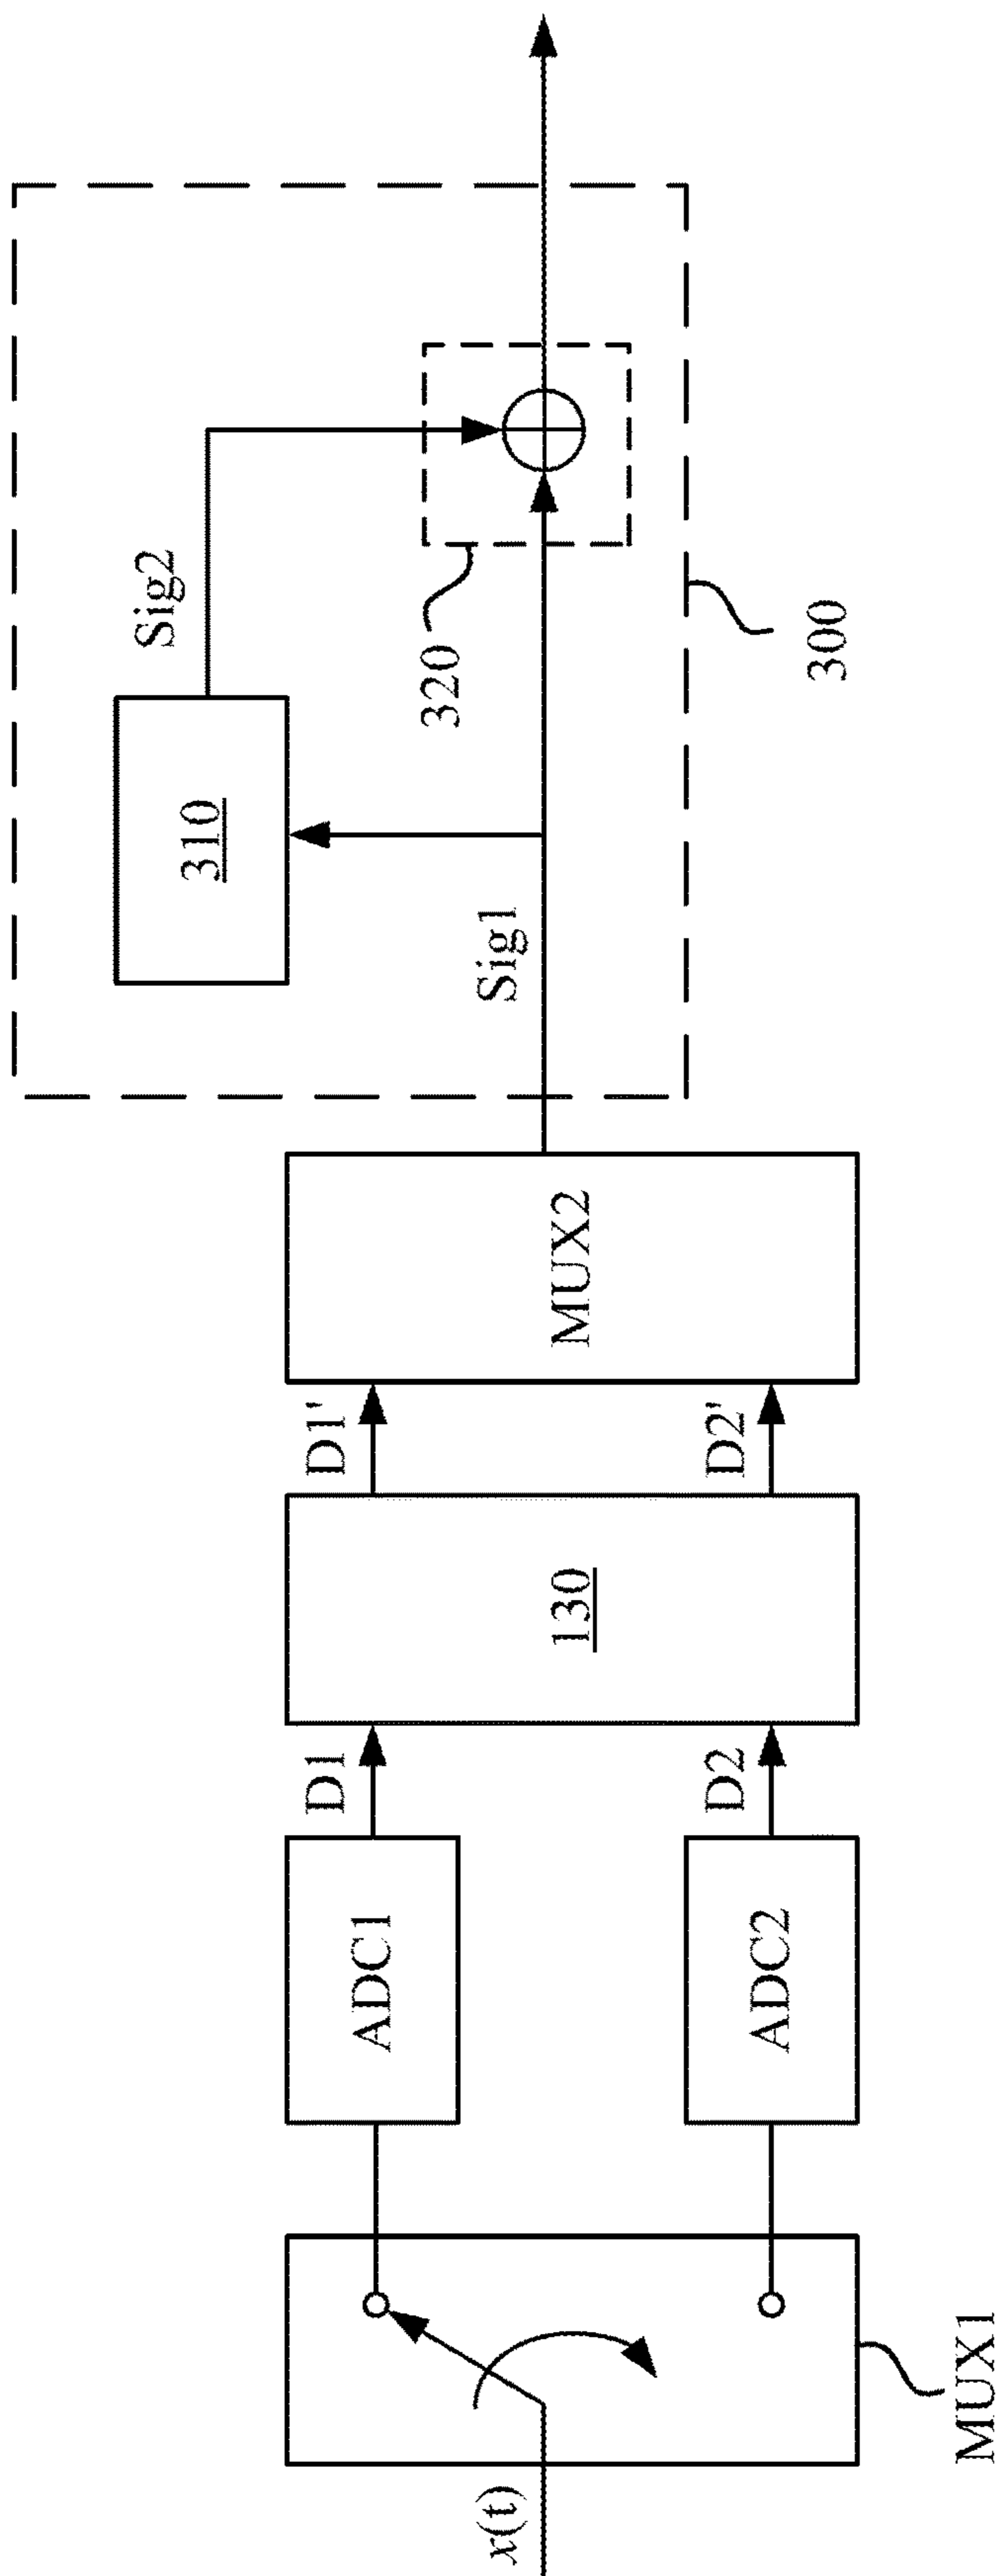 x(t)
MUX1
ADC1
ADC2
D1
D2
130
D1'
D2'
MUX2
Sig1
310
Sig2
320
300